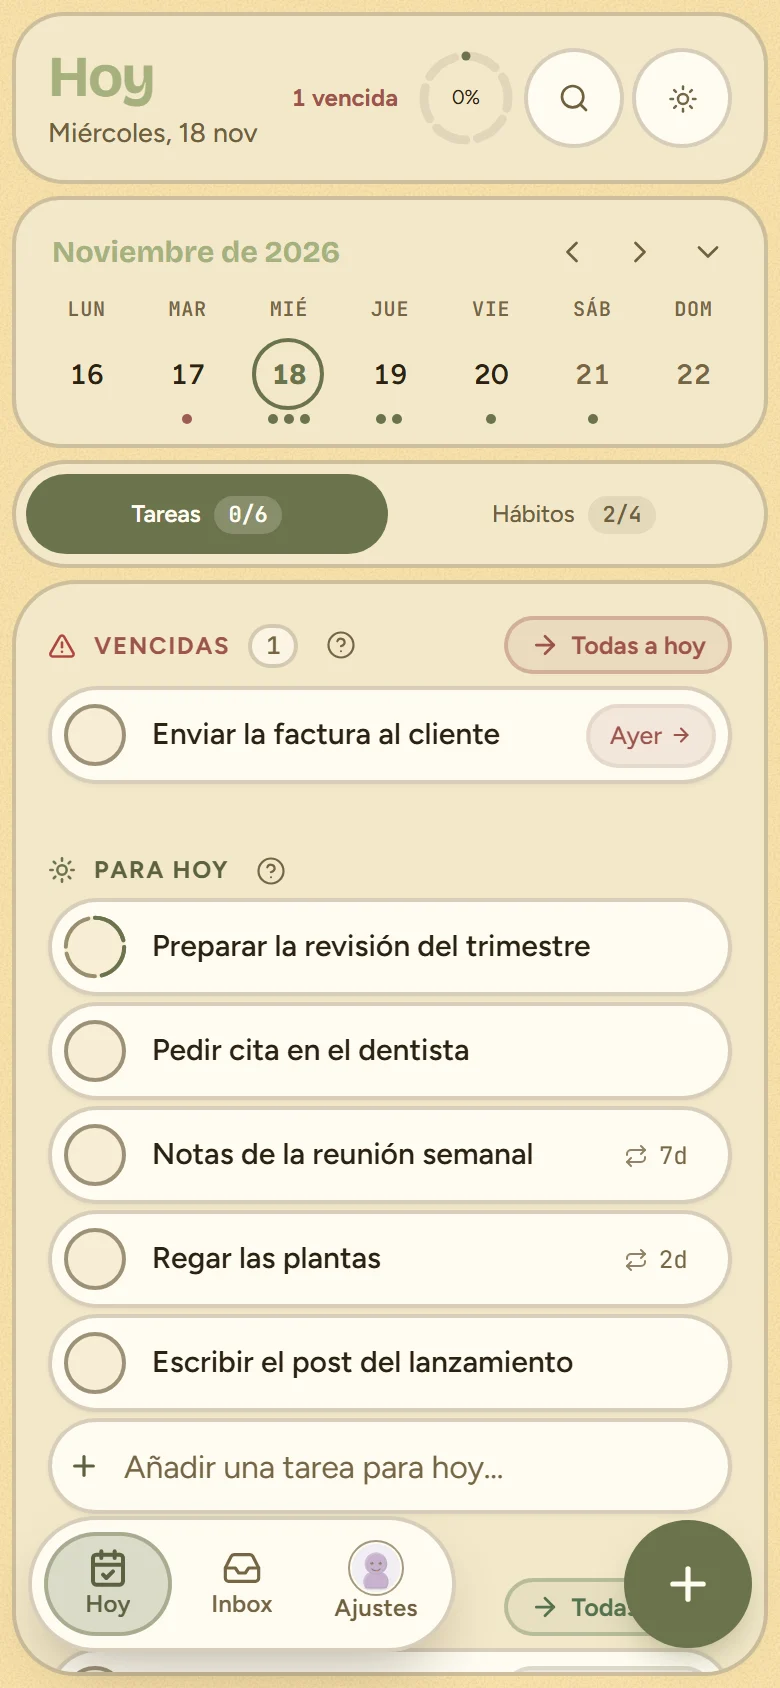 Hoy
Miércoles, 18 nov
1 vencida
0%
Noviembre de 2026
LUN MAR MIÉ JUE VIE SÁB DOM
16 17 18 19 20 21 22
Tareas 0/6
Hábitos 2/4
VENCIDAS 1
Todas a hoy
Enviar la factura al cliente
Ayer
PARA HOY
Preparar la revisión del trimestre
Pedir cita en el dentista
Notas de la reunión semanal 7d
Regar las plantas 2d
Escribir el post del lanzamiento
Añadir una tarea para hoy...
Hoy
Inbox
Ajustes